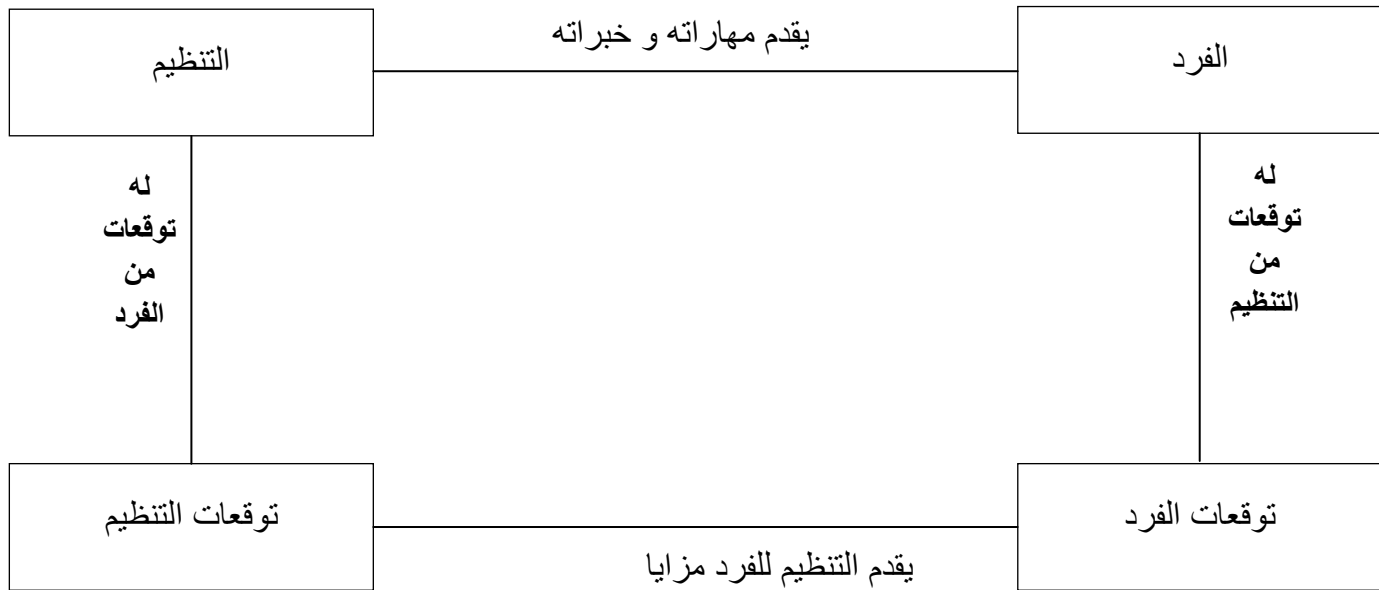 الفرد
يقدم مهاراته و خبراته
التنظيم
له
توقعات
من
التنظيم
له
توقعات
من
الفرد
توقعات الفرد
يقدم التنظيم للفرد مزايا
توقعات التنظيم